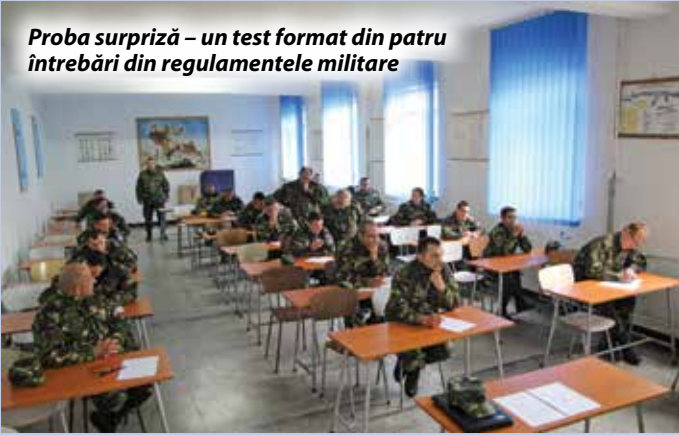 Proba surpriză – un test format din patru
întrebări din regulamentele militare